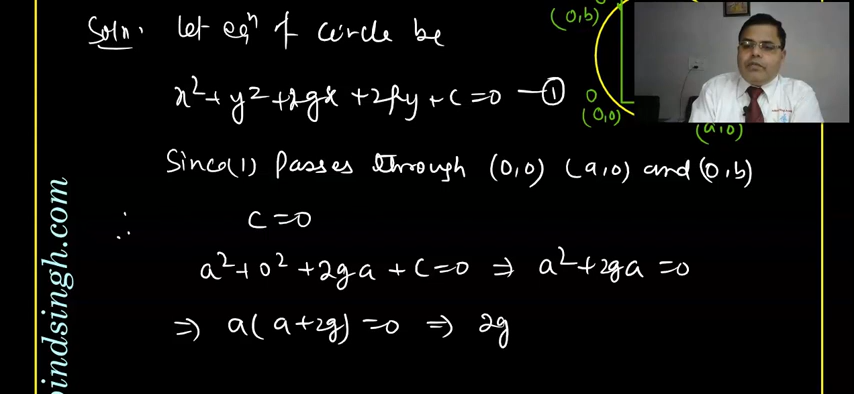 Soln. let eqn of circle be
(0,b)
x²+y²+2gx+2fy+c=0 —①
0
(0,0)
(a,0)
Since(1) Passes through (0,0) (a,0) and (0,b)
∴ c=0
a²+0²+2ga+c=0 ⇒ a²+2ga=0
⇒ a(a+2g)=0 ⇒ 2g
indsingh.com